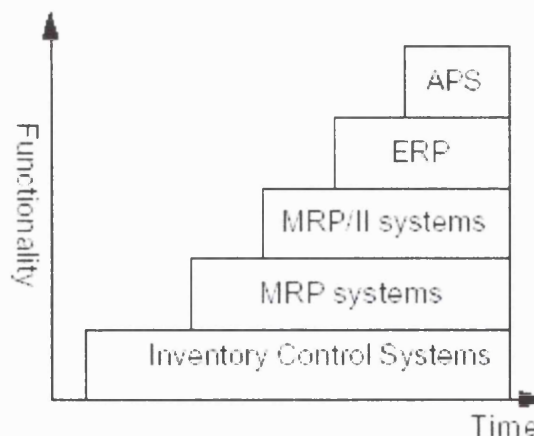 APS
ERP
MRP/II systems
MRP systems
Inventory Control Systems
Functionality
Time